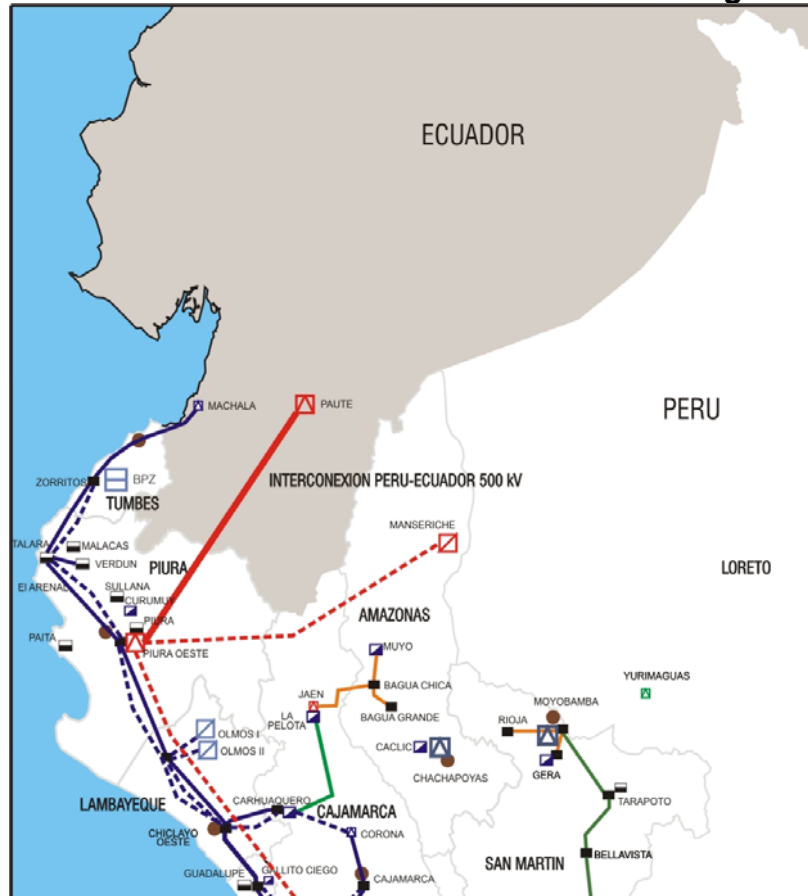 ECUADOR
MACHALA
PAUTE
PERU
ZORRITOS
BPZ
INTERCONEXION PERU-ECUADOR 500 kV
TUMBES
MANSERICHE
TALARA
MALACAS
VERDUN
PIURA
LORETO
El ARENAL
SULLANA
CURUMUY
AMAZONAS
PIURA
PAITA
PIURA OESTE
MUYO
BAGUA CHICA
YURIMAGUAS
JAEN
LA
PELOTA
BAGUA GRANDE
MOYOBAMBA
RIOJA
OLMOS I
OLMOS II
CACLIC
CHACHAPOYAS
GERA
TARAPOTO
LAMBAYEQUE
CARHUAQUERO
CAJAMARCA
CHICLAYO
OESTE
CORONA
BELLAVISTA
SAN MARTIN
GALLITO CIEGO
GUADALUPE
CAJAMARCA